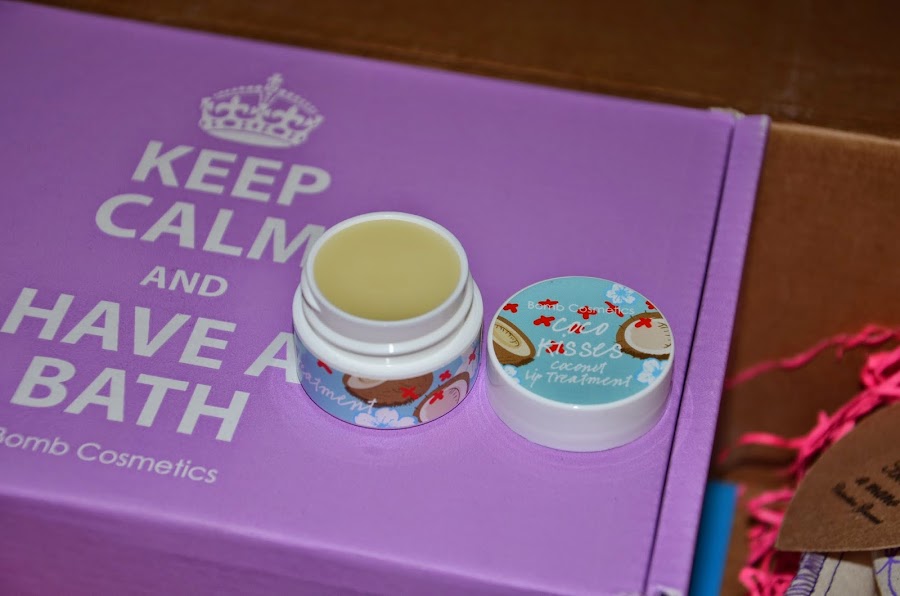 KEEP
CALM
AND
HAVE A
BATH
Bomb Cosmetics
Treatment
Bomb Cosmetics
COCO
KISSES
coconut
Lip Treatment